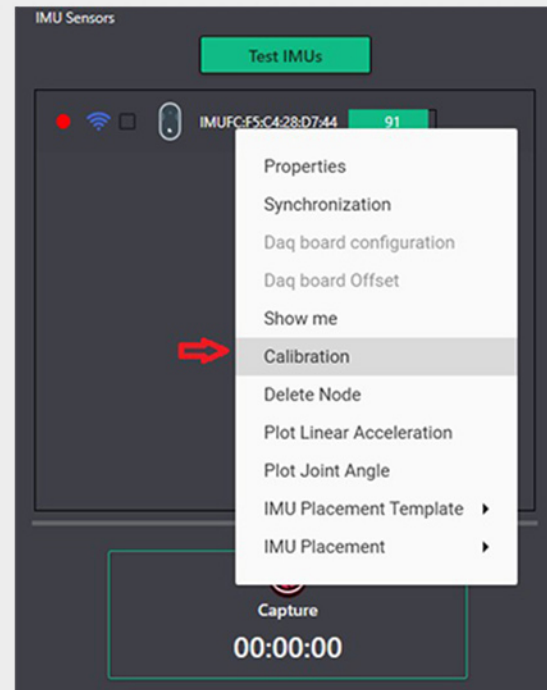 IMU Sensors
Test IMUs
IMUFC:F5:C4:28:D7:44 91
Properties
Synchronization
Daq board configuration
Daq board Offset
Show me
Calibration
Delete Node
Plot Linear Acceleration
Plot Joint Angle
IMU Placement Template
IMU Placement
Capture
00:00:00